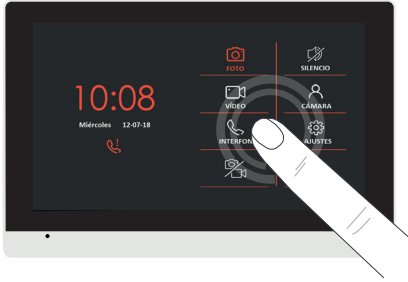 10:08
Miércoles 12-07-18
FOTO
SILENCIO
VÍDEO
CÁMARA
INTERFON
AJUSTES